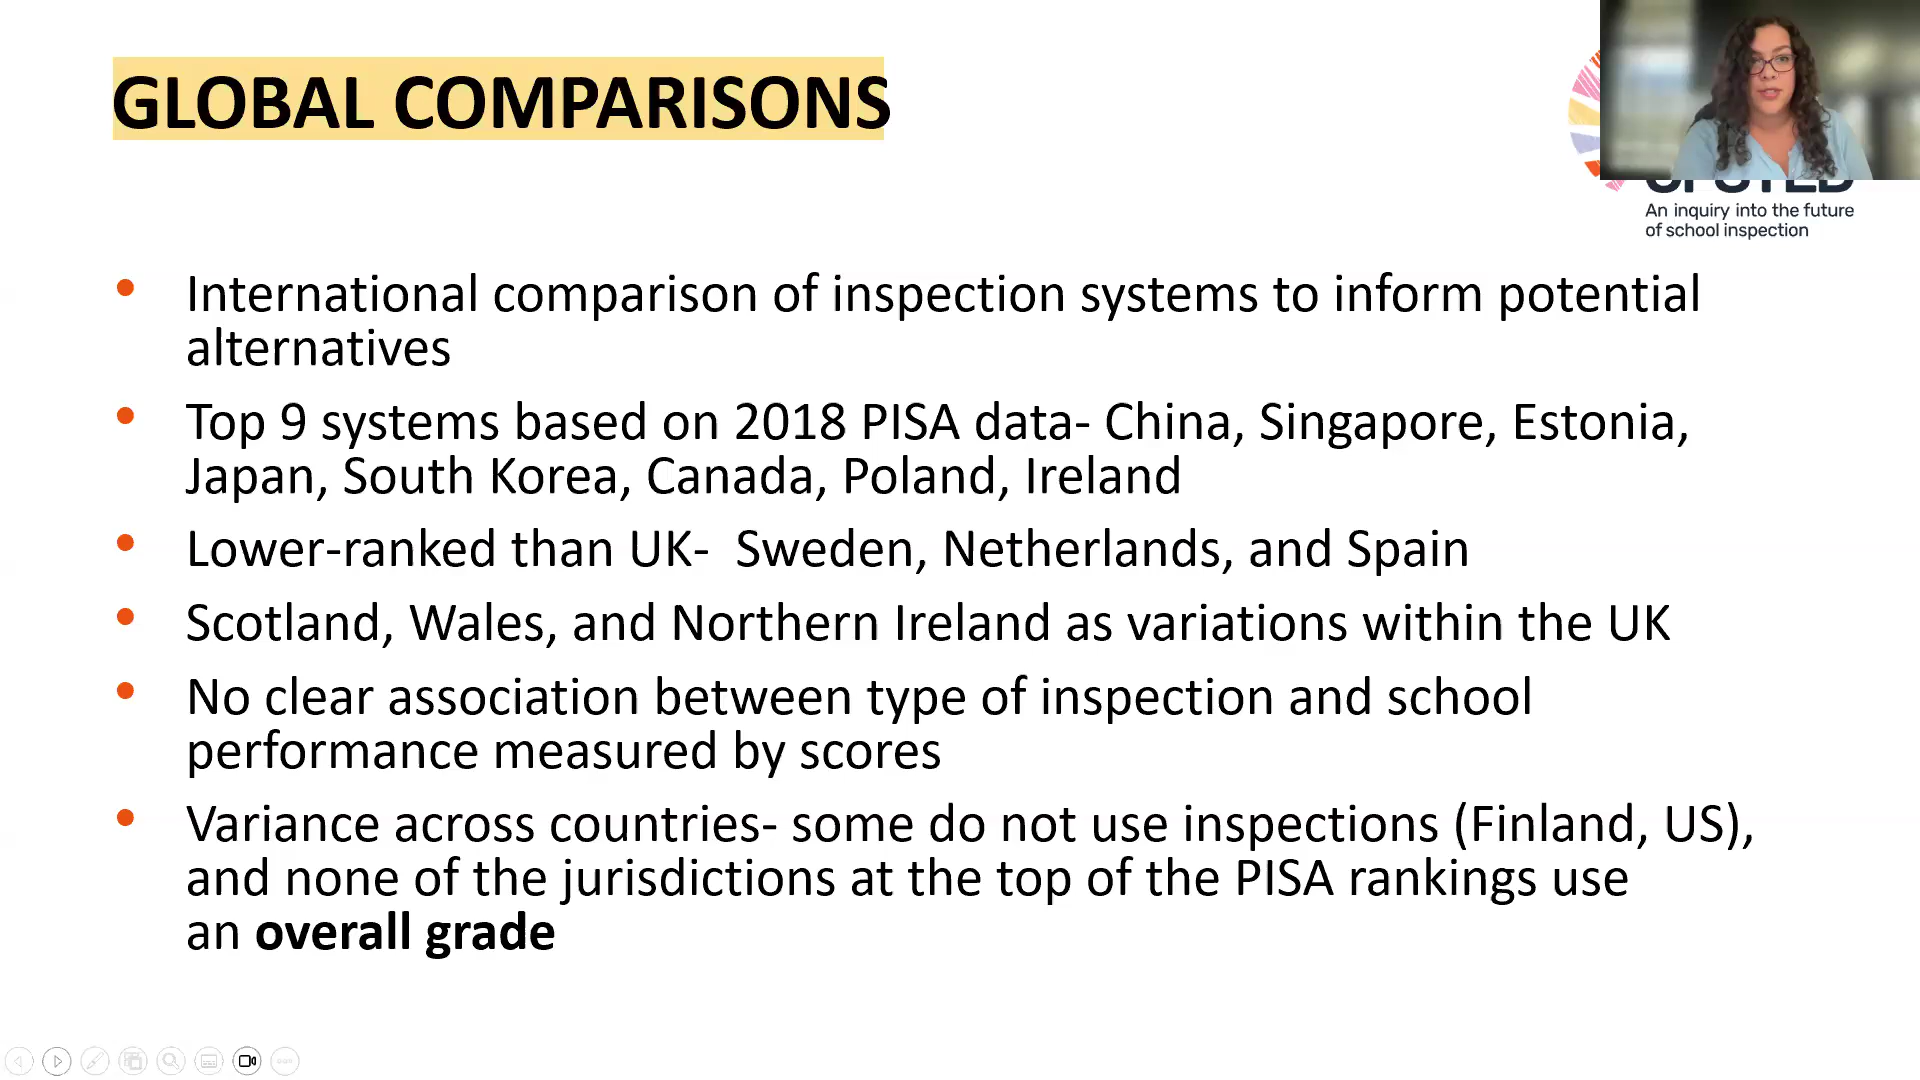 GLOBAL COMPARISONS
An inquiry into the future
of school inspection
• International comparison of inspection systems to inform potential
alternatives
• Top 9 systems based on 2018 PISA data- China, Singapore, Estonia,
Japan, South Korea, Canada, Poland, Ireland
• Lower-ranked than UK-  Sweden, Netherlands, and Spain
• Scotland, Wales, and Northern Ireland as variations within the UK
• No clear association between type of inspection and school
performance measured by scores
• Variance across countries- some do not use inspections (Finland, US),
and none of the jurisdictions at the top of the PISA rankings use
an overall grade